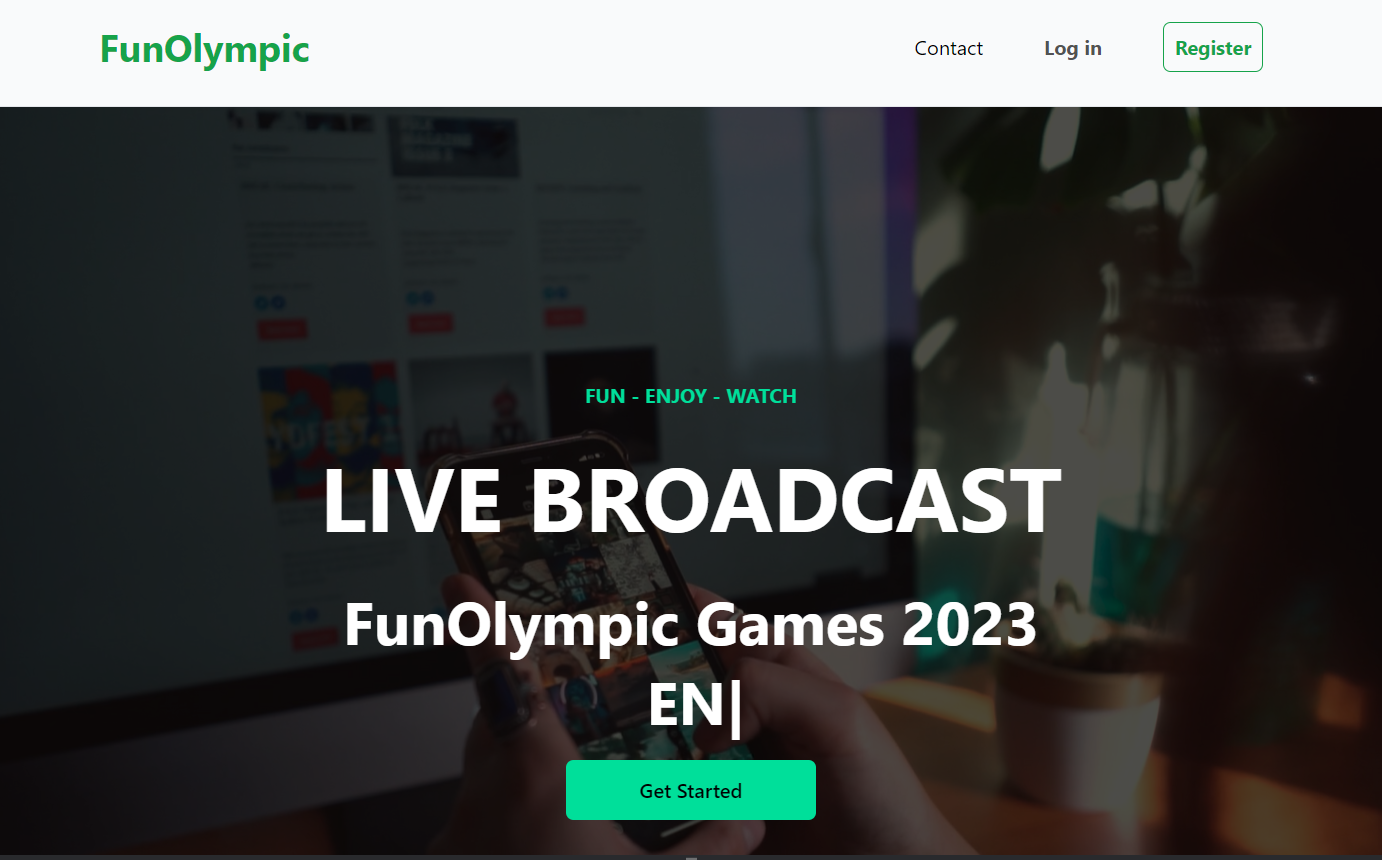 FunOlympic
Contact
Log in
Register
FUN - ENJOY - WATCH
LIVE BROADCAST
FunOlympic Games 2023
EN|
Get Started